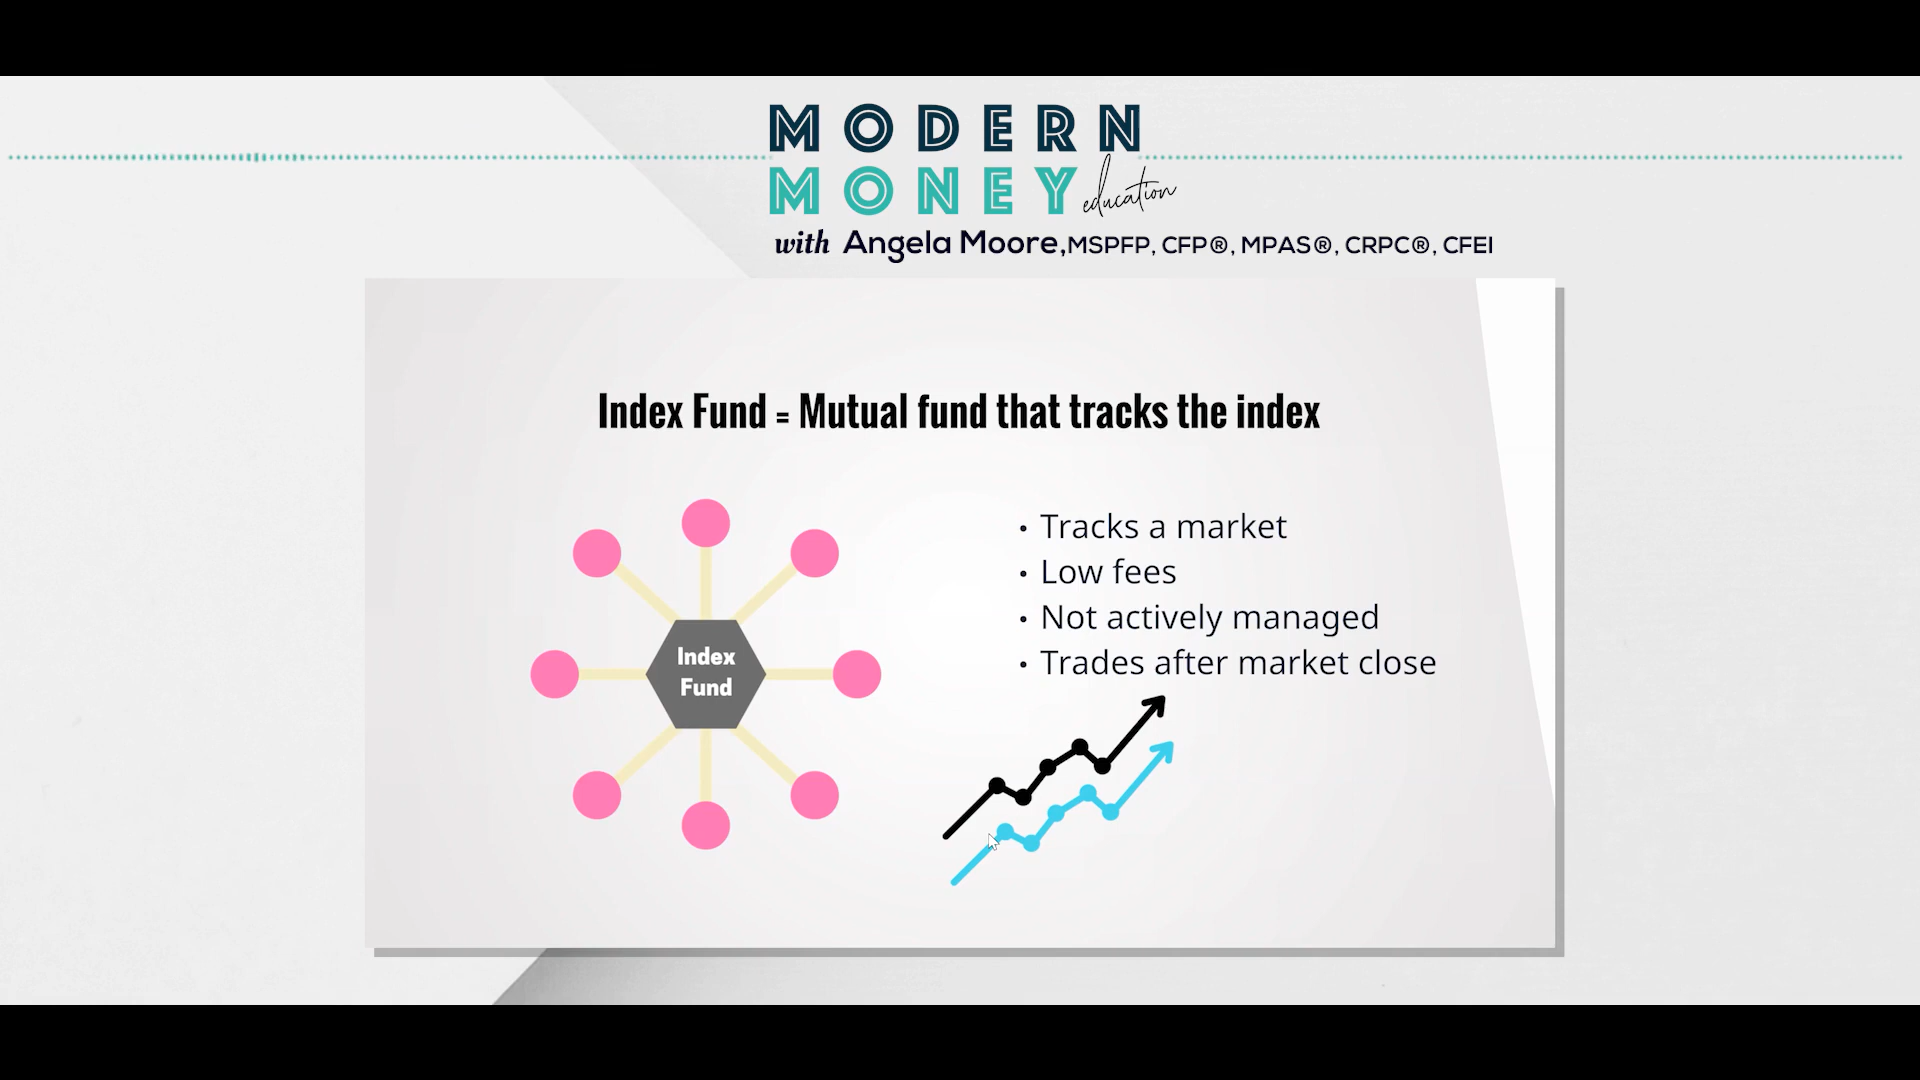 MODERN
MONEY education
with Angela Moore,MSPFP, CFP®, MPAS®, CRPC®, CFEI
Index Fund = Mutual fund that tracks the index
Index
Fund
• Tracks a market
• Low fees
• Not actively managed
• Trades after market close